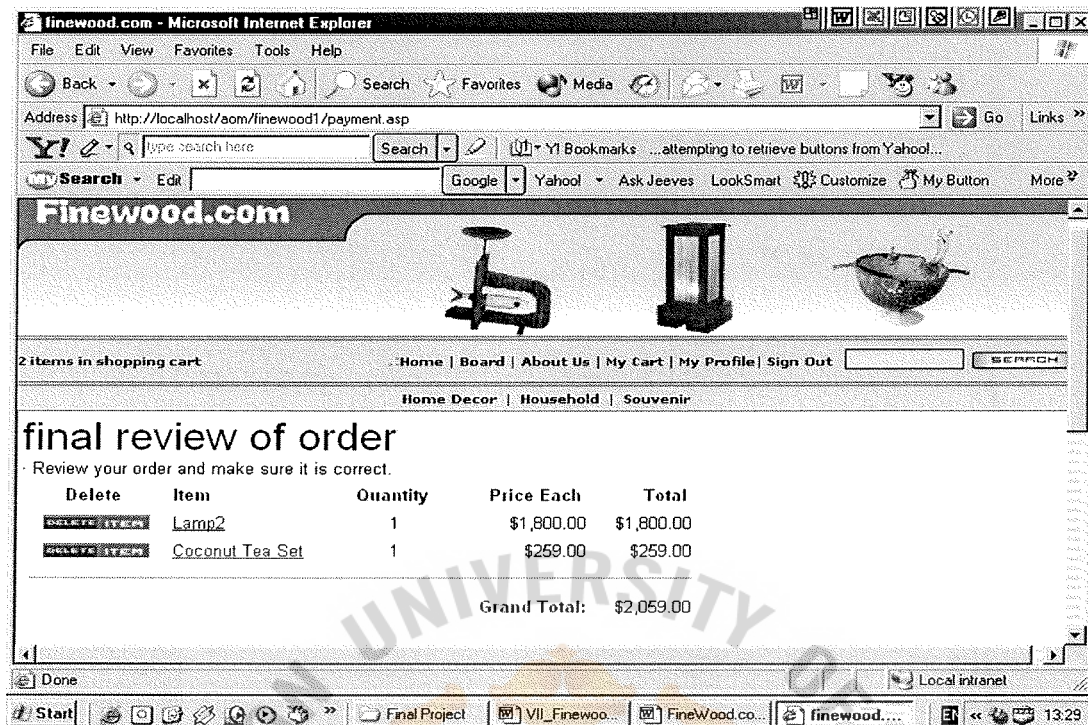 finewood.com - Microsoft Internet Explorer
File Edit View Favorites Tools Help
Back Search Favorites Media
Address http://localhost/aom/finewood1/payment.asp Go Links »
Y! type search here Search Y! Bookmarks ...attempting to retrieve buttons from Yahoo!...
My Search Edit Google Yahoo Ask Jeeves LookSmart Customize My Button More »
Finewood.com
2 items in shopping cart .:Home | Board | About Us | My Cart | My Profile| Sign Out SEARCH
Home Decor | Household | Souvenir
final review of order
· Review your order and make sure it is correct.
Delete Item Quantity Price Each Total
DELETE ITEM Lamp2 1 $1,800.00 $1,800.00
DELETE ITEM Coconut Tea Set 1 $259.00 $259.00
Grand Total: $2,059.00
UNIVERSITY OF
Done Local intranet
Start » Final Project VII_Finewoo... FineWood.co... finewood.... EN « 13:29